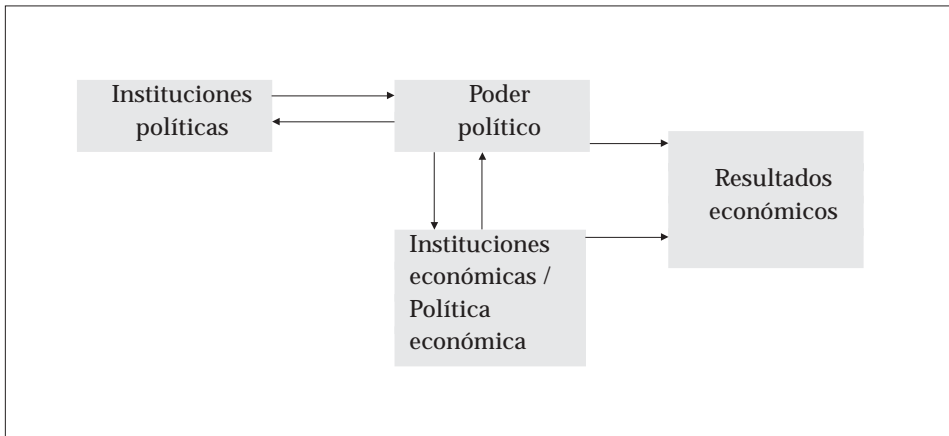 Instituciones
políticas
Poder
político
Resultados
económicos
Instituciones
económicas /
Política
económica